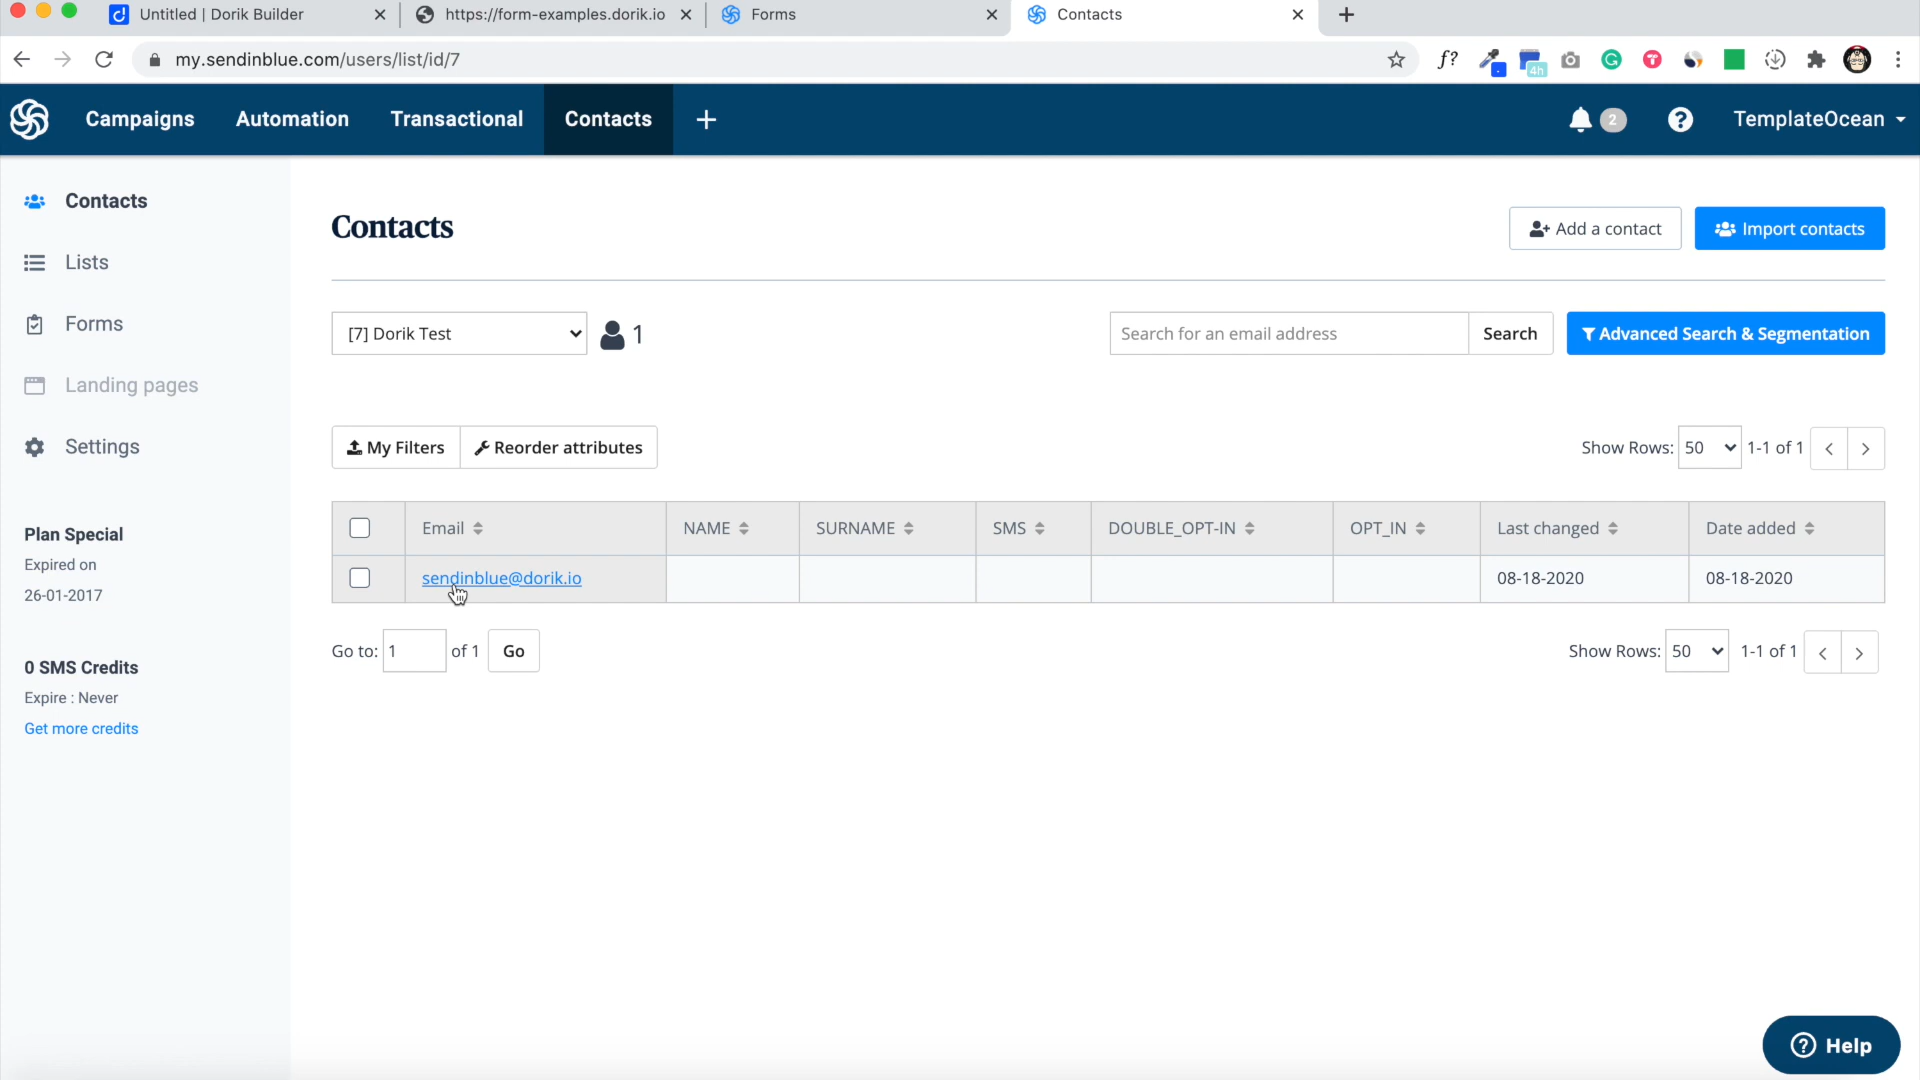 Untitled | Dorik Builder
https://form-examples.dorik.io
Forms
Contacts
my.sendinblue.com/users/list/id/7
f?
4h
Campaigns
Automation
Transactional
Contacts
2
TemplateOcean
Contacts
Lists
Forms
Landing pages
Settings
Plan Special
Expired on
26-01-2017
0 SMS Credits
Expire : Never
Get more credits
Contacts
Add a contact
Import contacts
[7] Dorik Test
1
Search for an email address
Search
Advanced Search & Segmentation
My Filters
Reorder attributes
Show Rows: 50 1-1 of 1
Email NAME SURNAME SMS DOUBLE_OPT-IN OPT_IN Last changed Date added
sendinblue@dorik.io 08-18-2020 08-18-2020
Go to: 1 of 1 Go
Show Rows: 50 1-1 of 1
? Help